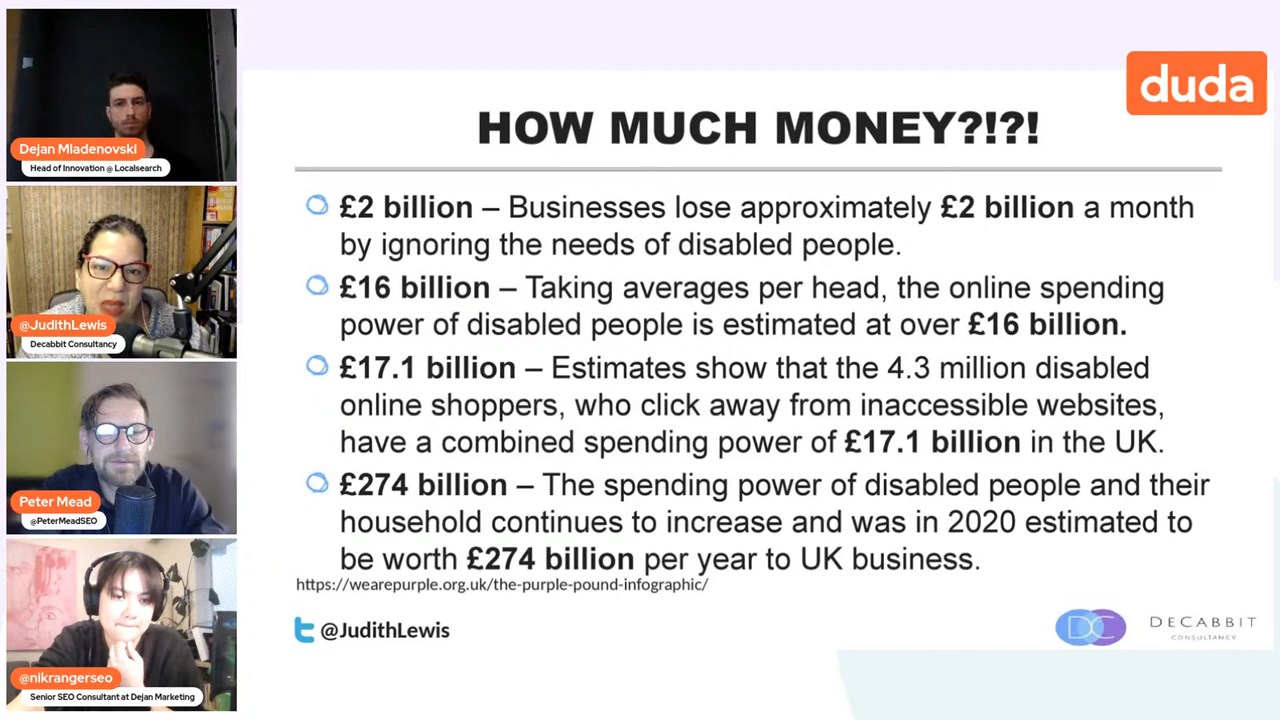 Dejan Mladenovski
Head of Innovation @ Localsearch
@JudithLewis
Decabbit Consultancy
Peter Mead
@PeterMeadSEO
@nikrangerseo
Senior SEO Consultant at Dejan Marketing
duda
HOW MUCH MONEY?!?!
£2 billion – Businesses lose approximately £2 billion a month
by ignoring the needs of disabled people.
£16 billion – Taking averages per head, the online spending
power of disabled people is estimated at over £16 billion.
£17.1 billion – Estimates show that the 4.3 million disabled
online shoppers, who click away from inaccessible websites,
have a combined spending power of £17.1 billion in the UK.
£274 billion – The spending power of disabled people and their
household continues to increase and was in 2020 estimated to
be worth £274 billion per year to UK business.
https://wearepurple.org.uk/the-purple-pound-infographic/
@JudithLewis
DC
DECABBIT
CONSULTANCY